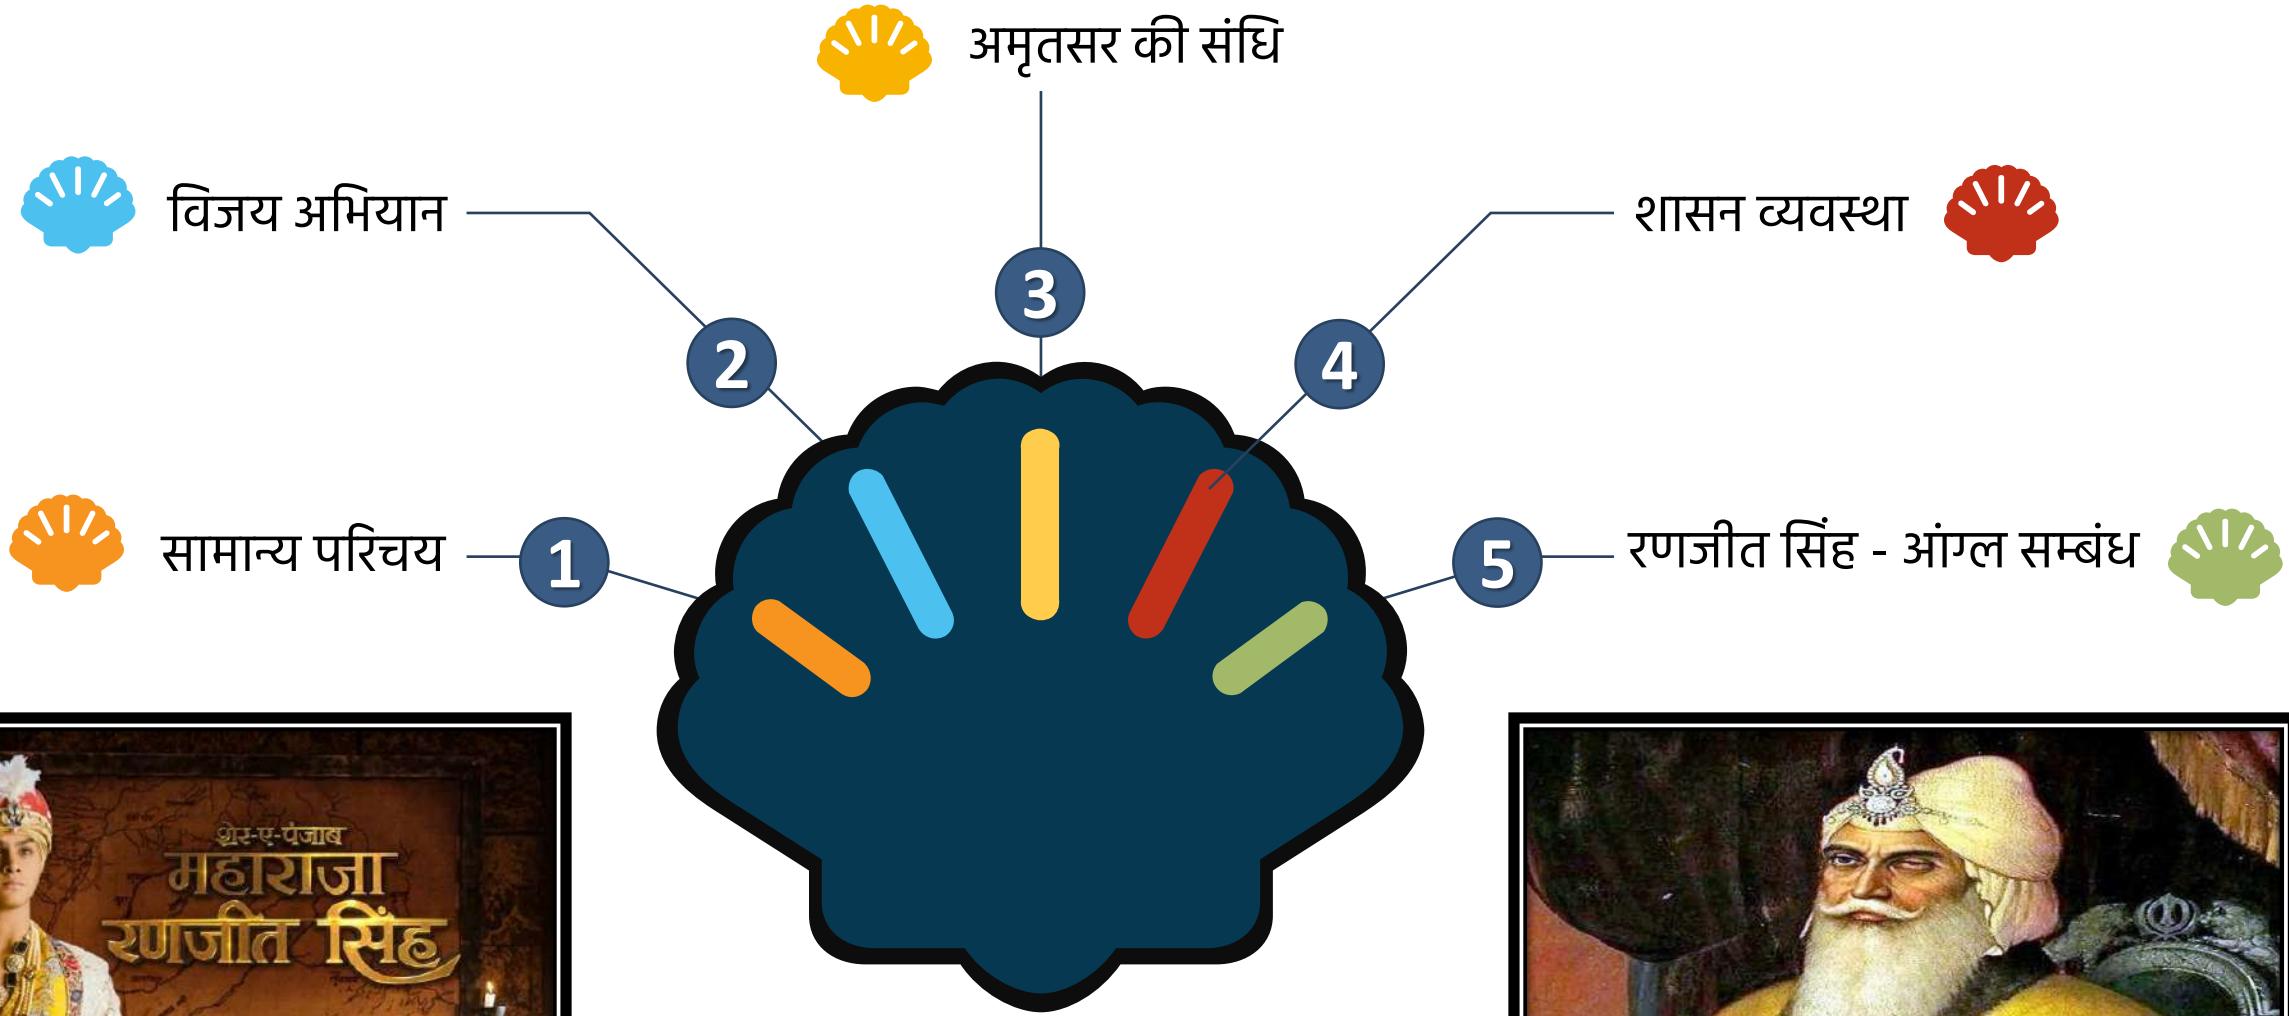 अमृतसर की संधि
विजय अभियान
शासन व्यवस्था
3
2
4
सामान्य परिचय
1
5
रणजीत सिंह - आंग्ल सम्बंध
शेर-ए-पंजाब
महाराजा
रणजीत सिंह